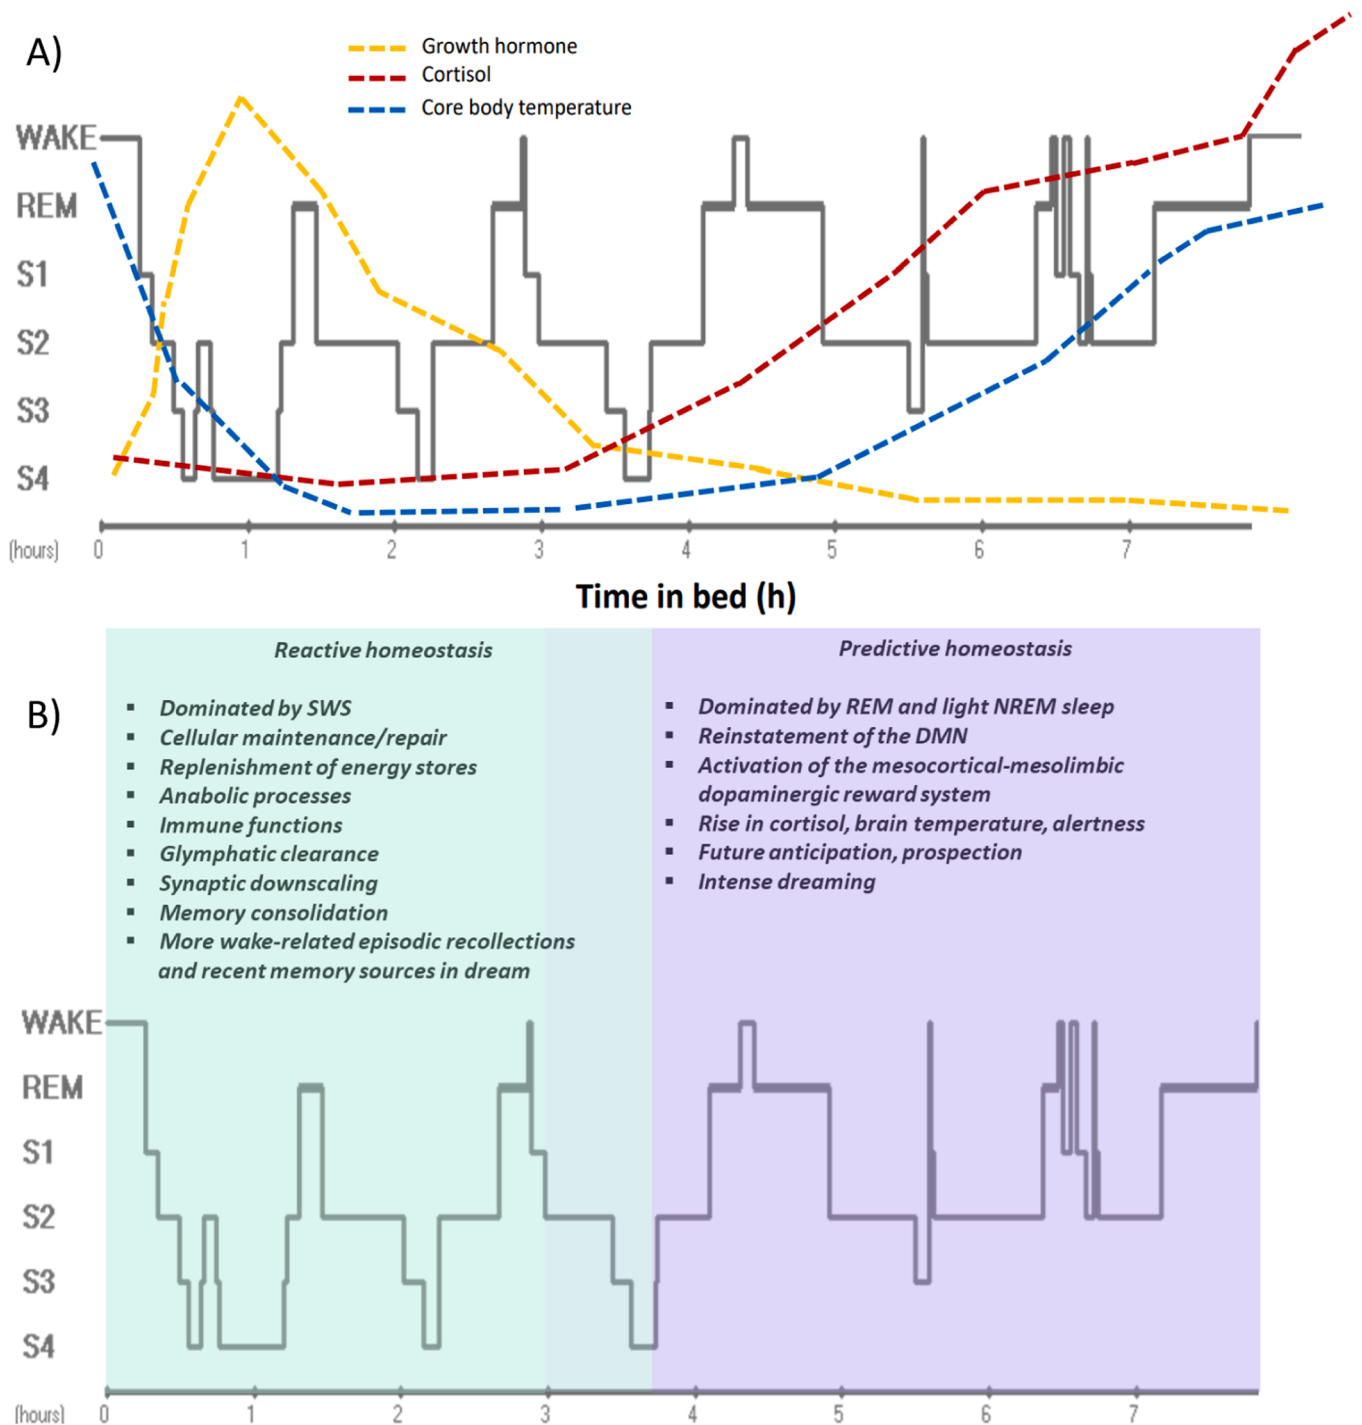 A)
Growth hormone
Cortisol
Core body temperature
WAKE
REM
S1
S2
S3
S4
(hours) 0 1 2 3 4 5 6 7
Time in bed (h)
B)
Reactive homeostasis
▪ Dominated by SWS
▪ Cellular maintenance/repair
▪ Replenishment of energy stores
▪ Anabolic processes
▪ Immune functions
▪ Glymphatic clearance
▪ Synaptic downscaling
▪ Memory consolidation
▪ More wake-related episodic recollections
and recent memory sources in dream
Predictive homeostasis
▪ Dominated by REM and light NREM sleep
▪ Reinstatement of the DMN
▪ Activation of the mesocortical-mesolimbic
dopaminergic reward system
▪ Rise in cortisol, brain temperature, alertness
▪ Future anticipation, prospection
▪ Intense dreaming
WAKE
REM
S1
S2
S3
S4
(hours) 0 1 2 3 4 5 6 7